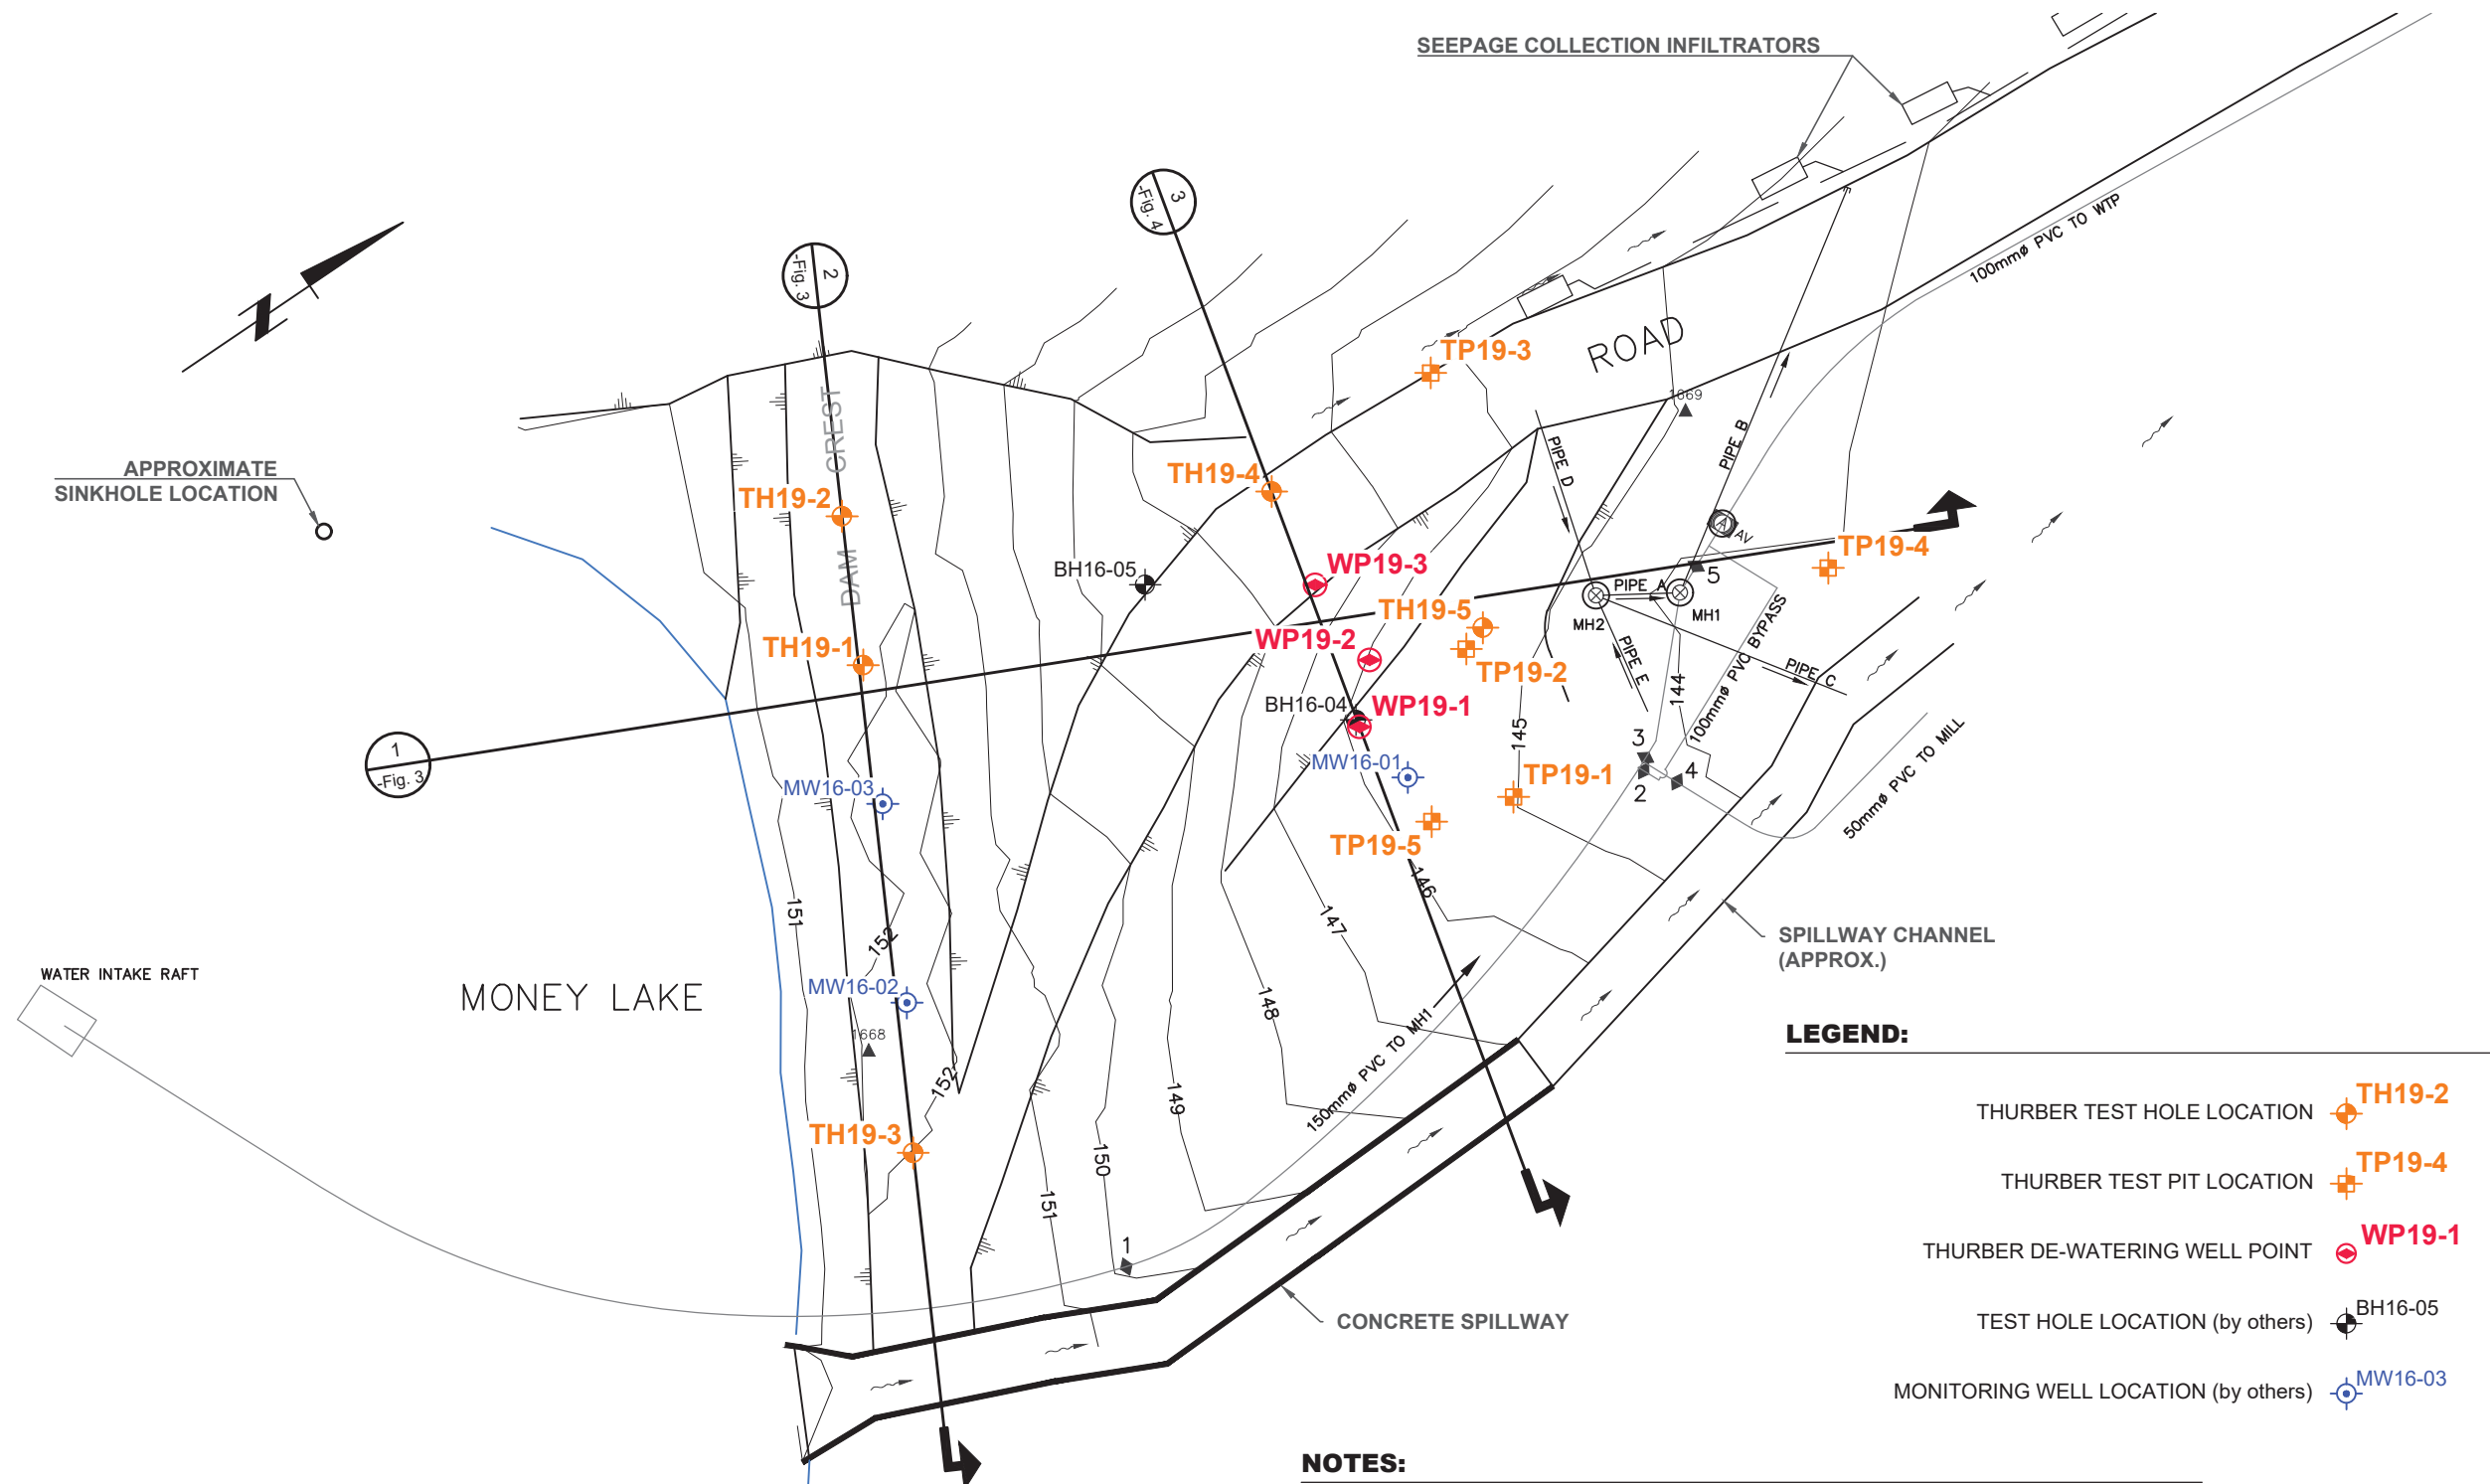 SEEPAGE COLLECTION INFILTRATORS
3
-Fig. 4
2
-Fig. 3
100mmø PVC TO WTP
N
TP19-3
ROAD
1669
DAM CREST
PIPE D
PIPE B
APPROXIMATE
SINKHOLE LOCATION
TH19-4
TH19-2
A
AV
TP19-4
BH16-05
WP19-3
5
PIPE A
TH19-5
MH1
MH2
WP19-2
TH19-1
PIPE E
TP19-2
100mmø PVC BYPASS
PIPE C
144
BH16-04
WP19-1
145
1
-Fig. 3
MW16-01
3
MW16-03
TP19-1
4
2
50mmø PVC TO MILL
TP19-5
146
151
147
152
SPILLWAY CHANNEL
(APPROX.)
WATER INTAKE RAFT
MONEY LAKE
MW16-02
148
1668
150mmø PVC TO MH1
152
149
TH19-3
150
151
1
CONCRETE SPILLWAY
LEGEND:
THURBER TEST HOLE LOCATION TH19-2
THURBER TEST PIT LOCATION TP19-4
THURBER DE-WATERING WELL POINT WP19-1
TEST HOLE LOCATION (by others) BH16-05
MONITORING WELL LOCATION (by others) MW16-03
NOTES: